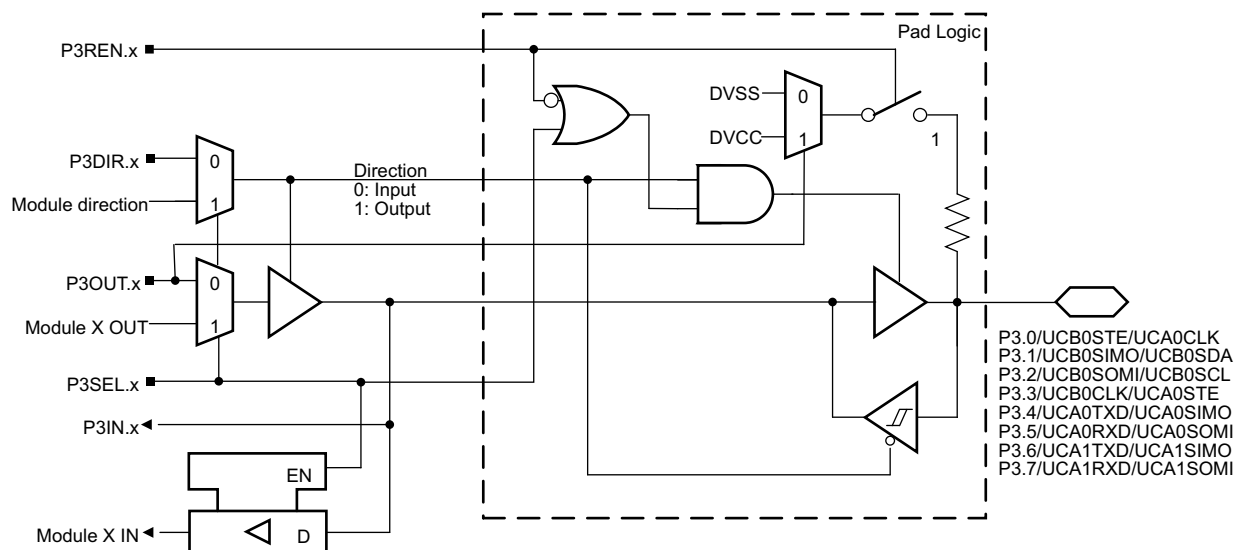 Pad Logic
P3REN.x
DVSS
0
DVCC
1
1
P3DIR.x
0
Direction
0: Input
1: Output
Module direction
1
P3OUT.x
0
Module X OUT
1
P3SEL.x
P3IN.x
EN
Module X IN
D
P3.0/UCB0STE/UCA0CLK
P3.1/UCB0SIMO/UCB0SDA
P3.2/UCB0SOMI/UCB0SCL
P3.3/UCB0CLK/UCA0STE
P3.4/UCA0TXD/UCA0SIMO
P3.5/UCA0RXD/UCA0SOMI
P3.6/UCA1TXD/UCA1SIMO
P3.7/UCA1RXD/UCA1SOMI